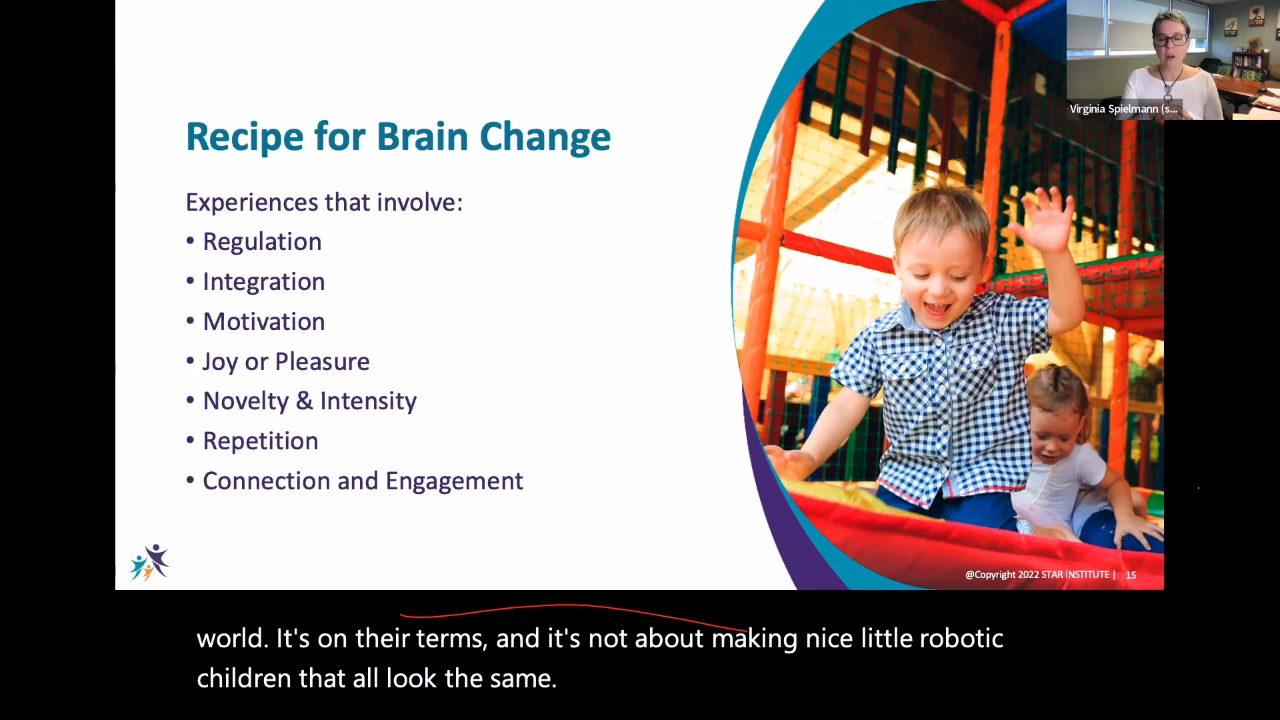 Virginia Spielmann (s...
Recipe for Brain Change
Experiences that involve:
• Regulation
• Integration
• Motivation
• Joy or Pleasure
• Novelty & Intensity
• Repetition
• Connection and Engagement
@Copyright 2022 STAR INSTITUTE | 15
world. It's on their terms, and it's not about making nice little robotic
children that all look the same.